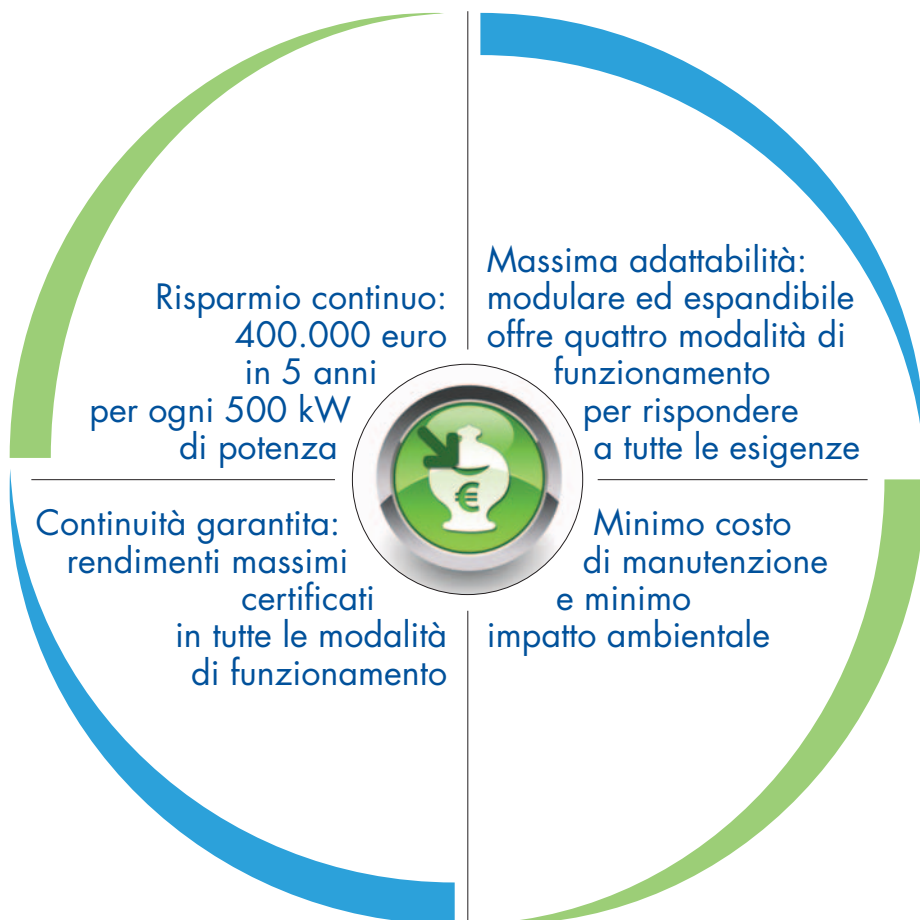 Risparmio continuo:
400.000 euro
in 5 anni
per ogni 500 kW
di potenza
Massima adattabilità:
modulare ed espandibile
offre quattro modalità di
funzionamento
per rispondere
a tutte le esigenze
€
Continuità garantita:
rendimenti massimi
certificati
in tutte le modalità
di funzionamento
Minimo costo
di manutenzione
e minimo
impatto ambientale